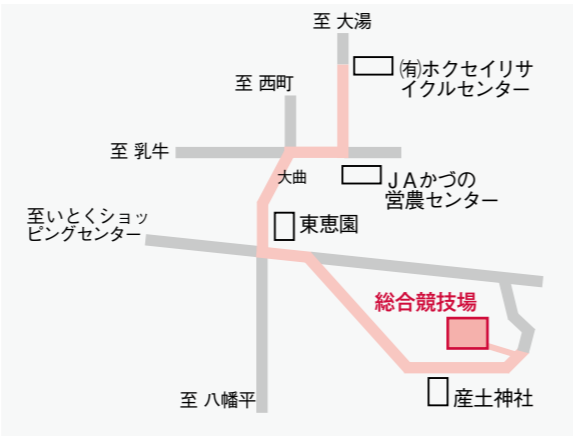 至 大湯
㈲ホクセイリサ
イクルセンター
至 西町
至 乳牛
大曲
ＪＡかづの
営農センター
至いとくショッ
ピングセンター
東恵園
総合競技場
至 八幡平
産土神社